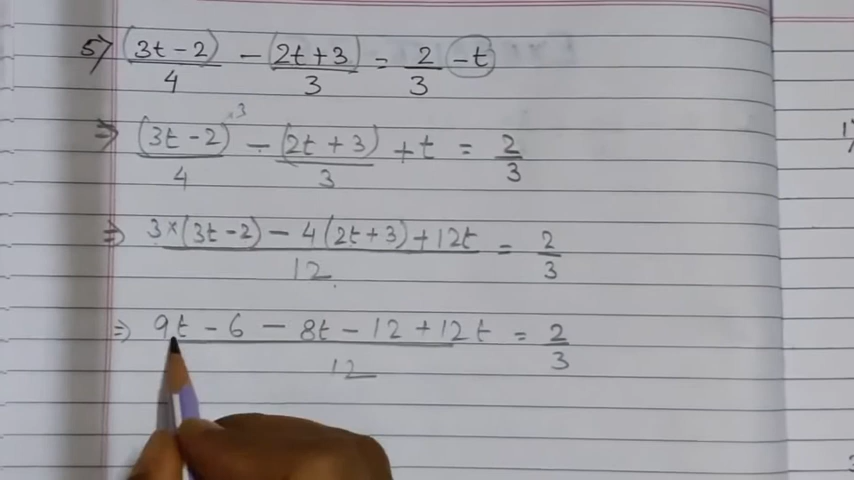 5) (3t-2)/4 - (2t+3)/3 = 2/3 -t
⇒ (3t-2)×3/4 - (2t+3)/3 + t = 2/3
⇒ 3×(3t-2) - 4(2t+3)+12t/12 = 2/3
⇒ 9t - 6 - 8t - 12 + 12t/12 = 2/3